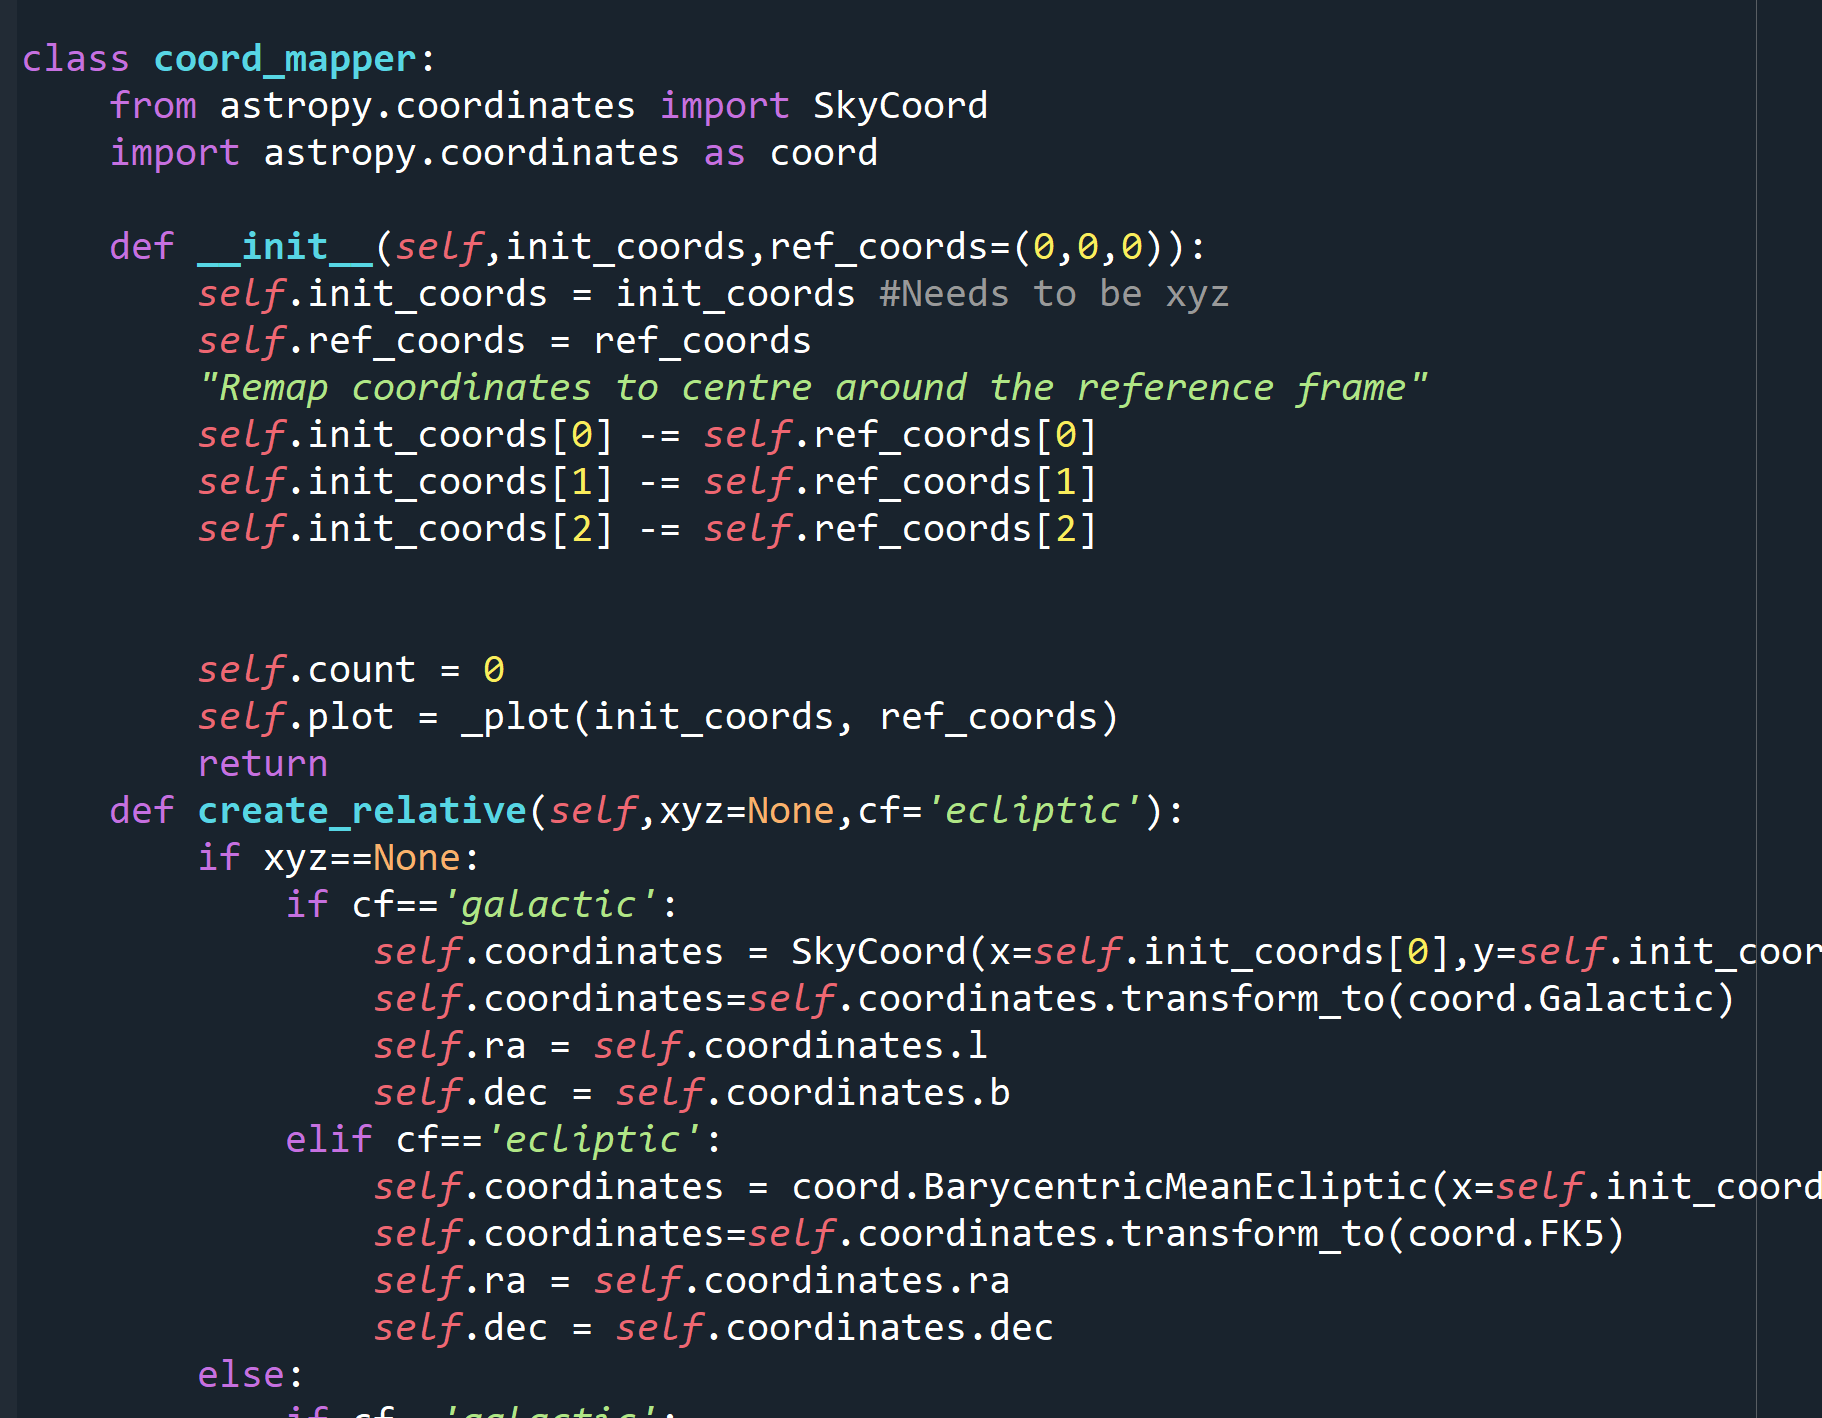 class coord_mapper:
    from astropy.coordinates import SkyCoord
    import astropy.coordinates as coord

    def __init__(self,init_coords,ref_coords=(0,0,0)):
        self.init_coords = init_coords #Needs to be xyz
        self.ref_coords = ref_coords
        "Remap coordinates to centre around the reference frame"
        self.init_coords[0] -= self.ref_coords[0]
        self.init_coords[1] -= self.ref_coords[1]
        self.init_coords[2] -= self.ref_coords[2]

        self.count = 0
        self.plot = _plot(init_coords, ref_coords)
        return
    def create_relative(self,xyz=None,cf='ecliptic'):
        if xyz==None:
            if cf=='galactic':
                self.coordinates = SkyCoord(x=self.init_coords[0],y=self.init_coor
                self.coordinates=self.coordinates.transform_to(coord.Galactic)
                self.ra = self.coordinates.l
                self.dec = self.coordinates.b
            elif cf=='ecliptic':
                self.coordinates = coord.BarycentricMeanEcliptic(x=self.init_coord
                self.coordinates=self.coordinates.transform_to(coord.FK5)
                self.ra = self.coordinates.ra
                self.dec = self.coordinates.dec
        else:
            if cf 'galactic':